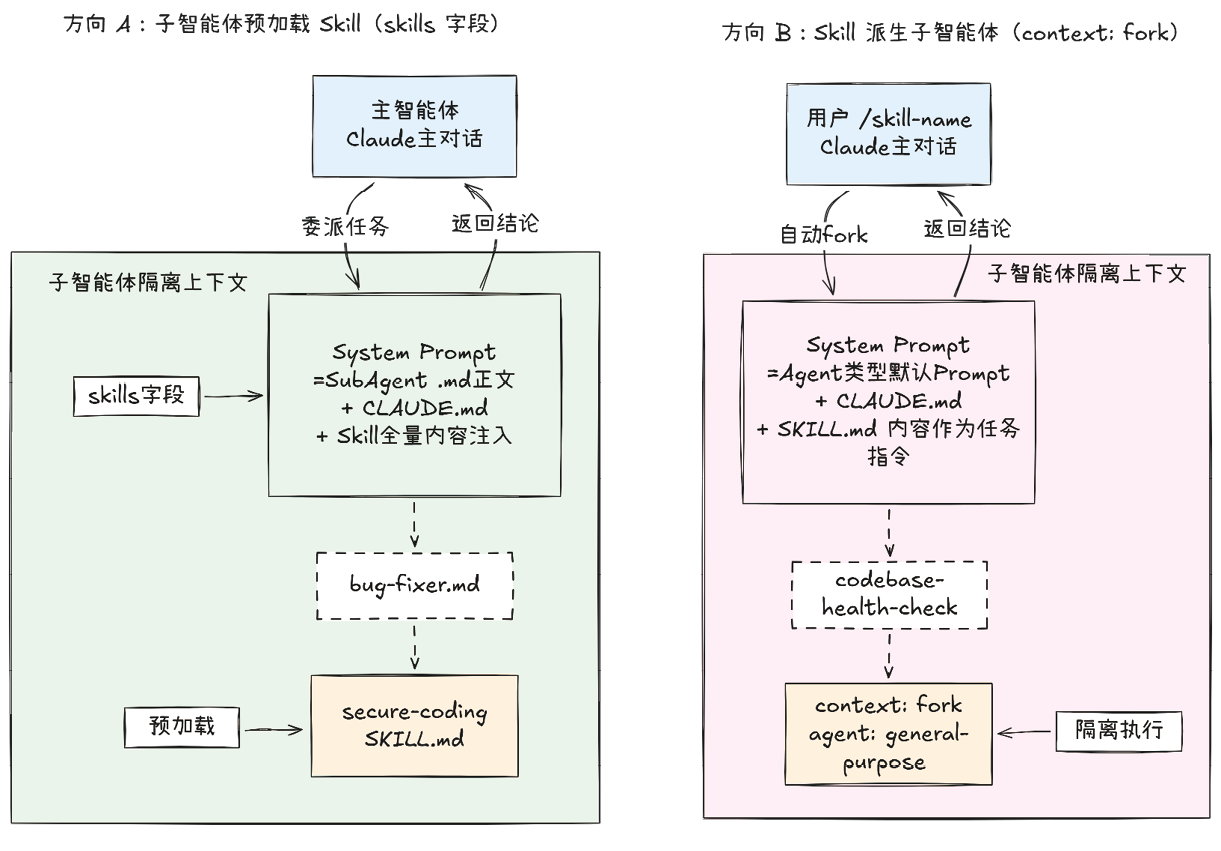 方向 A：子智能体预加载 Skill（skills 字段）
主智能体
Claude主对话
委派任务
返回结论
子智能体隔离上下文
System Prompt
=SubAgent .md正文
+ CLAUDE.md
+ Skill全量内容注入
skills字段
bug-fixer.md
预加载
secure-coding
SKILL.md
方向 B：Skill 派生子智能体（context: fork）
用户 /skill-name
Claude主对话
自动fork
返回结论
子智能体隔离上下文
System Prompt
=Agent类型默认Prompt
+ CLAUDE.md
+ SKILL.md 内容作为任务
指令
codebase-
health-check
context: fork
agent: general-
purpose
隔离执行